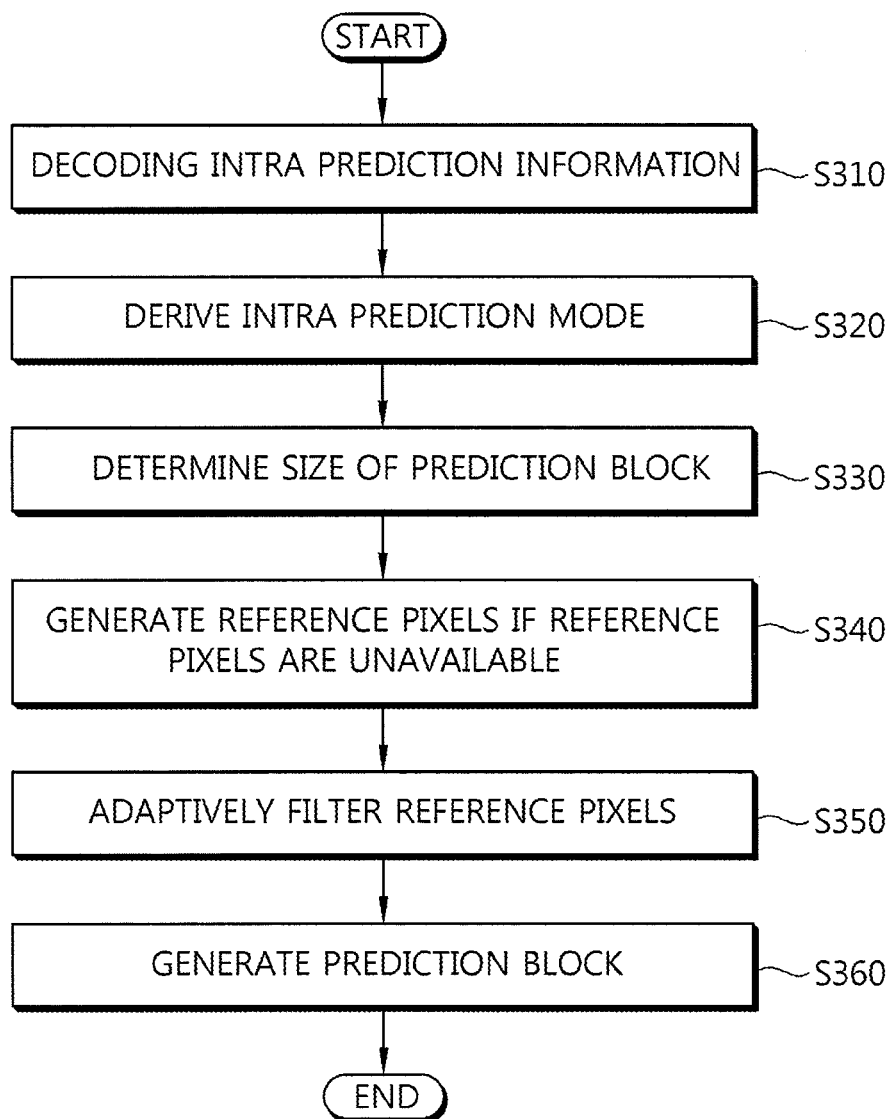 START
DECODING INTRA PREDICTION INFORMATION
S310
DERIVE INTRA PREDICTION MODE
S320
DETERMINE SIZE OF PREDICTION BLOCK
S330
GENERATE REFERENCE PIXELS IF REFERENCE
PIXELS ARE UNAVAILABLE
S340
ADAPTIVELY FILTER REFERENCE PIXELS
S350
GENERATE PREDICTION BLOCK
S360
END